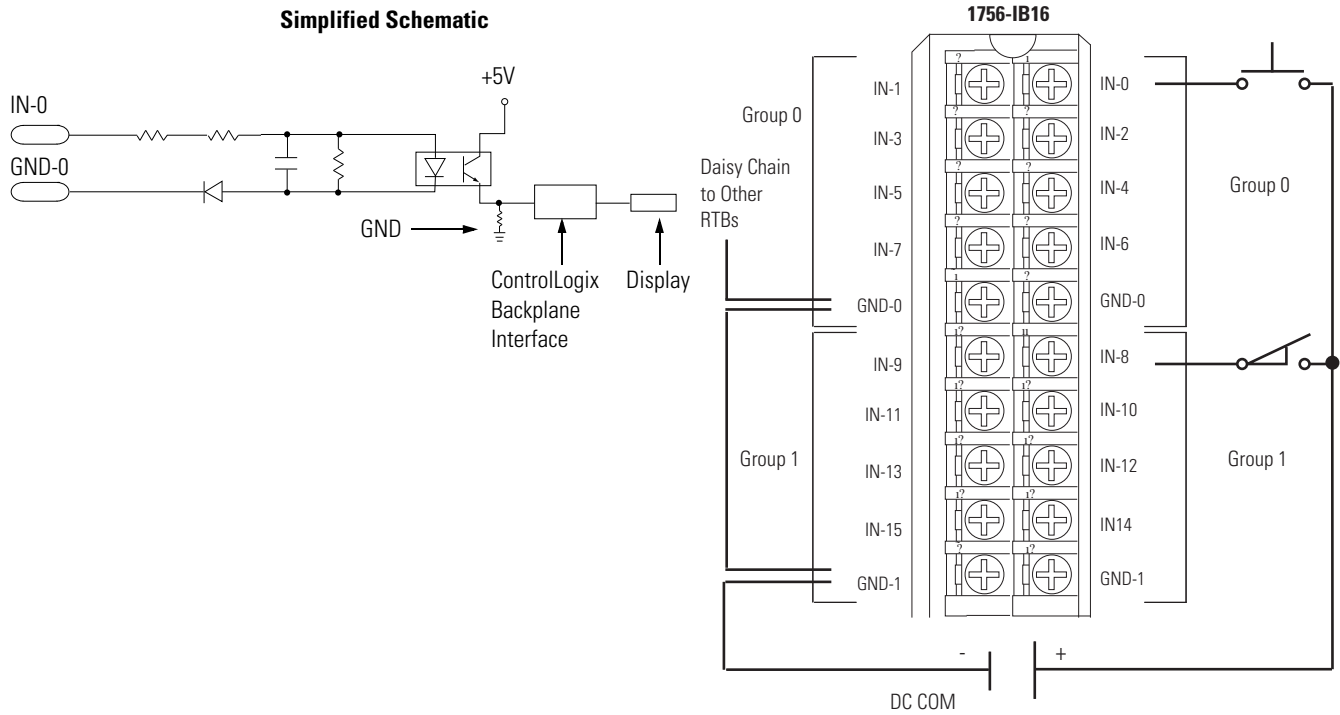 Simplified Schematic
+5V
IN-0
GND-0
GND
ControlLogix
Backplane
Interface
Display
1756-IB16
Group 0
Daisy Chain
to Other
RTBs
Group 1
IN-1
IN-3
IN-5
IN-7
GND-0
IN-9
IN-11
IN-13
IN-15
GND-1
IN-0
IN-2
IN-4
IN-6
GND-0
IN-8
IN-10
IN-12
IN14
GND-1
Group 0
Group 1
- +
DC COM